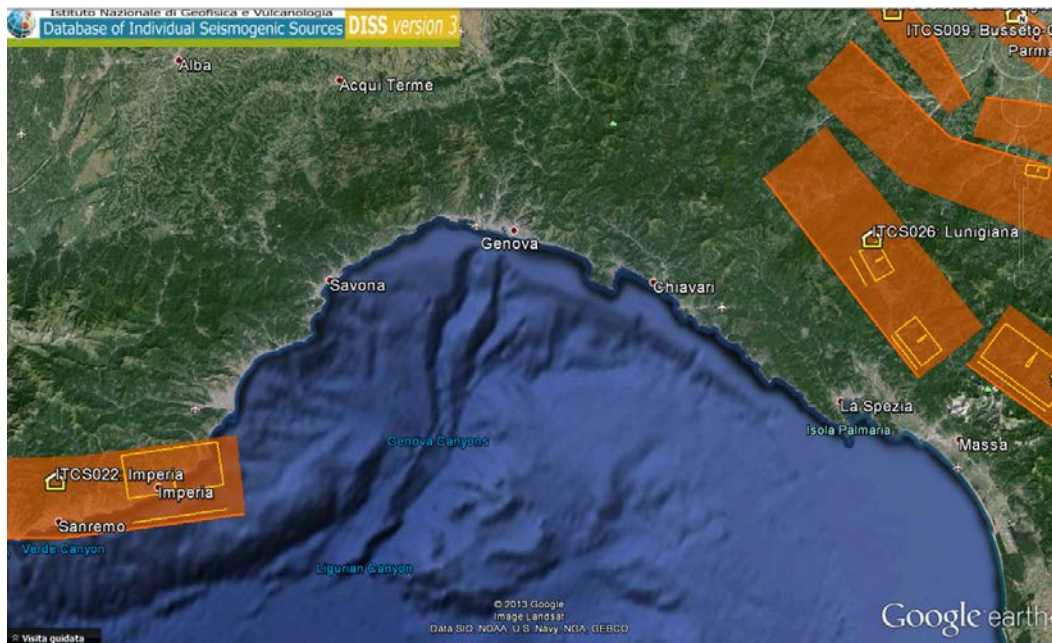 Istituto Nazionale di Geofisica e Vulcanologia
Database of Individual Seismogenic Sources DISS version 3
ITCS009: Busseto-
Parma
Alba
Acqui Terme
Genova
ITCS026: Lunigiana
Savona
Chiavari
La Spezia
Isola Palmaria
Genova Canyons
Massa
ITCS022: Imperia
Imperia
Sanremo
Verde Canyon
Ligurian Canyon
© 2013 Google
Image Landsat
Data SIO, NOAA, U.S. Navy, NGA, GEBCO
Google earth
Visita guidata